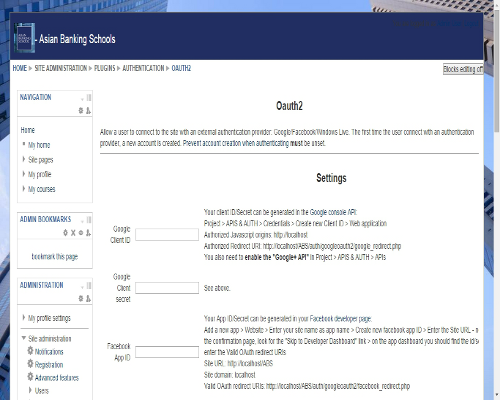 - Asian Banking Schools
HOME ▶ SITE ADMINISTRATION ▶ PLUGINS ▶ AUTHENTICATION ▶ OAUTH2
Blocks editing off
NAVIGATION
Home
My home
Site pages
My profile
My courses
ADMIN BOOKMARKS
bookmark this page
ADMINISTRATION
My profile settings
Site administration
Notifications
Registration
Advanced features
Users
Oauth2
Allow a user to connect to the site with an external authentication provider: Google/Facebook/Windows Live. The first time the user connect with an authentication
provider, a new account is created. Prevent account creation when authenticating must be unset.
Settings
Google
Client ID
Your client ID/Secret can be generated in the Google console API:
Project > APIS & AUTH > Credentials > Create new Client ID > Web application
Authorized Javascript origins: http://localhost
Authorized Redirect URI: http://localhost/ABS/auth/googleoauth2/google_redirect.php
You also need to enable the "Google+ API" in Project > APIS & AUTH > APIs
Google
Client
secret
See above.
Facebook
App ID
Your App ID/Secret can be generated in your Facebook developer page:
Add a new app > Website > Enter your site name as app name > Create new facebook app ID > Enter the Site URL - n
the confirmation page, look for the "Skip to Developer Dashboard" link > on the app dashboard you should find the id/se
enter the Valid OAuth redirect URIs
Site URL: http://localhost/ABS
Site domain: localhost
Valid OAuth redirect URIs: http://localhost/ABS/auth/googleoauth2/facebook_redirect.php